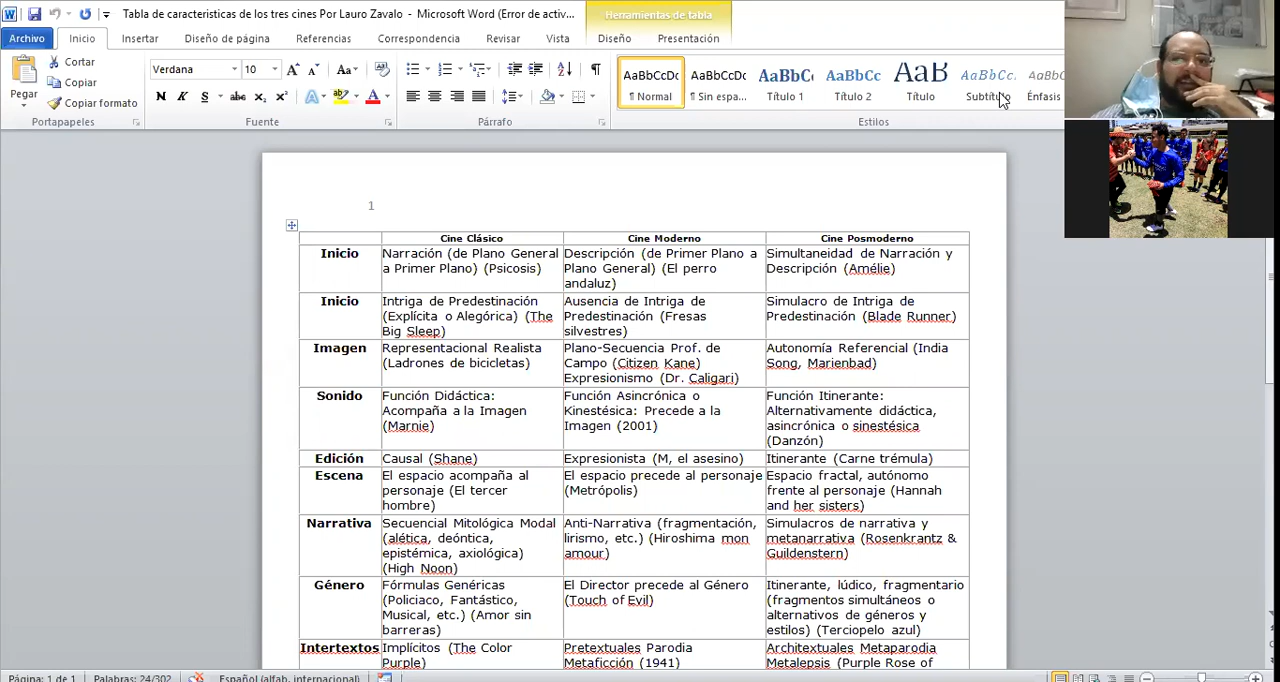 Tabla de caracteristicas de los tres cines Por Lauro Zavalo - Microsoft Word (Error de activ...
Herramientas de tabla
Archivo Inicio Insertar Diseño de página Referencias Correspondencia Revisar Vista Diseño Presentación
Pegar
Cortar
Copiar
Copiar formato
Portapapeles
Verdana 10
Fuente
Párrafo
AaBbCcDc AaBbCcDc AaBbC AaBbCc AaB AaBbCc. AaBbC
¶ Normal ¶ Sin espa... Título 1 Título 2 Título Subtítulo Énfasis
Estilos
1
Cine Clásico Cine Moderno Cine Posmoderno
Inicio
Narración (de Plano General
a Primer Plano) (Psicosis)
Descripción (de Primer Plano a
Plano General) (El perro
andaluz)
Simultaneidad de Narración y
Descripción (Amélie)
Inicio
Intriga de Predestinación
(Explícita o Alegórica) (The
Big Sleep)
Ausencia de Intriga de
Predestinación (Fresas
silvestres)
Simulacro de Intriga de
Predestinación (Blade Runner)
Imagen
Representacional Realista
(Ladrones de bicicletas)
Plano-Secuencia Prof. de
Campo (Citizen Kane)
Expresionismo (Dr. Caligari)
Autonomía Referencial (India
Song, Marienbad)
Sonido
Función Didáctica:
Acompaña a la Imagen
(Marnie)
Función Asincrónica o
Kinestésica: Precede a la
Imagen (2001)
Función Itinerante:
Alternativamente didáctica,
asincrónica o sinestésica
(Danzón)
Edición
Causal (Shane)
Expresionista (M, el asesino)
Itinerante (Carne trémula)
Escena
El espacio acompaña al
personaje (El tercer
hombre)
El espacio precede al personaje
(Metrópolis)
Espacio fractal, autónomo
frente al personaje (Hannah
and her sisters)
Narrativa
Secuencial Mitológica Modal
(alética, deóntica,
epistémica, axiológica)
(High Noon)
Anti-Narrativa (fragmentación,
lirismo, etc.) (Hiroshima mon
amour)
Simulacros de narrativa y
metanarrativa (Rosenkrantz &
Guildenstern)
Género
Fórmulas Genéricas
(Policiaco, Fantástico,
Musical, etc.) (Amor sin
barreras)
El Director precede al Género
(Touch of Evil)
Itinerante, lúdico, fragmentario
(fragmentos simultáneos o
alternativos de géneros y
estilos) (Terciopelo azul)
Intertextos
Implícitos (The Color
Purple)
Pretextuales Parodia
Metaficción (1941)
Architextuales Metaparodia
Metalepsis (Purple Rose of
Página: 1 de 1 Palabras: 24/302 Español (alfab. internacional)